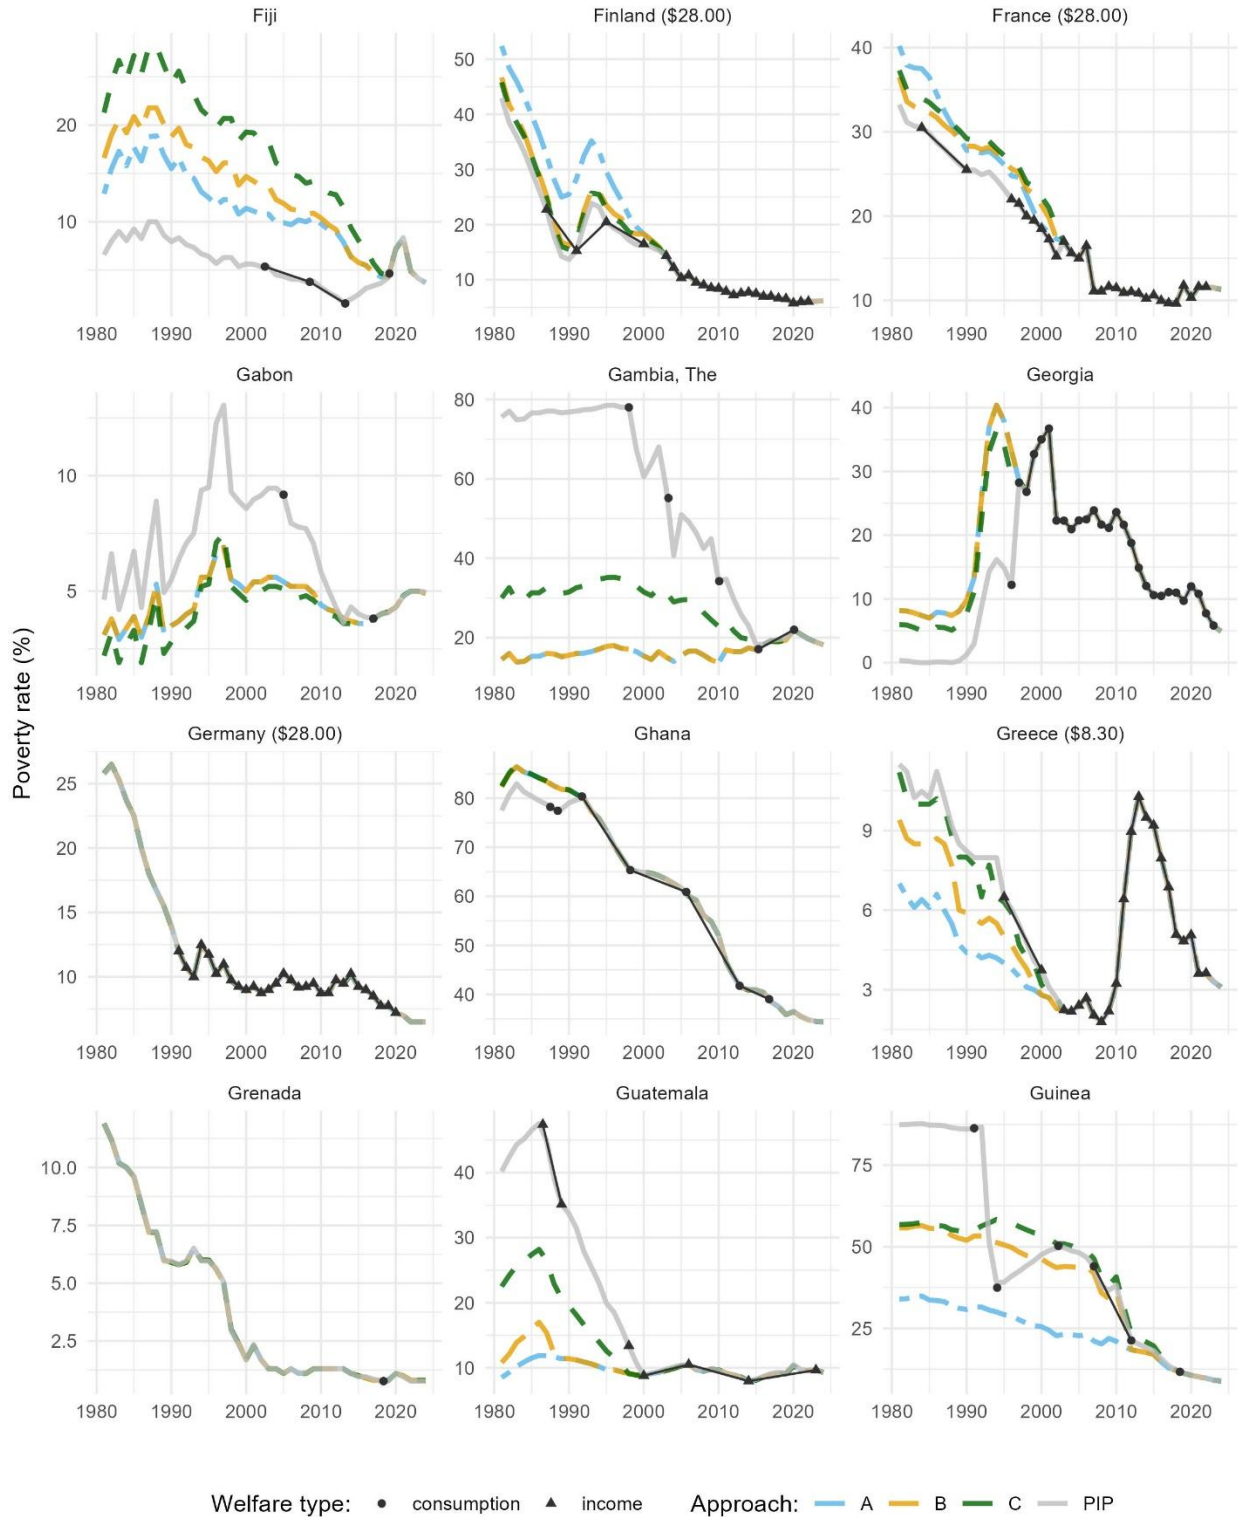 Fiji
Finland ($28.00)
France ($28.00)
20
10
1980 1990 2000 2010 2020
50
40
30
20
10
1980 1990 2000 2010 2020
40
30
20
10
1980 1990 2000 2010 2020
Gabon
Gambia, The
Georgia
10
5
1980 1990 2000 2010 2020
80
60
40
20
1980 1990 2000 2010 2020
40
30
20
10
0
1980 1990 2000 2010 2020
Poverty rate (%)
Germany ($28.00)
Ghana
Greece ($8.30)
25
20
15
10
1980 1990 2000 2010 2020
80
70
60
50
40
1980 1990 2000 2010 2020
9
6
3
1980 1990 2000 2010 2020
Grenada
Guatemala
Guinea
10.0
7.5
5.0
2.5
1980 1990 2000 2010 2020
40
30
20
10
1980 1990 2000 2010 2020
75
50
25
1980 1990 2000 2010 2020
Welfare type: consumption income Approach: A B C PIP